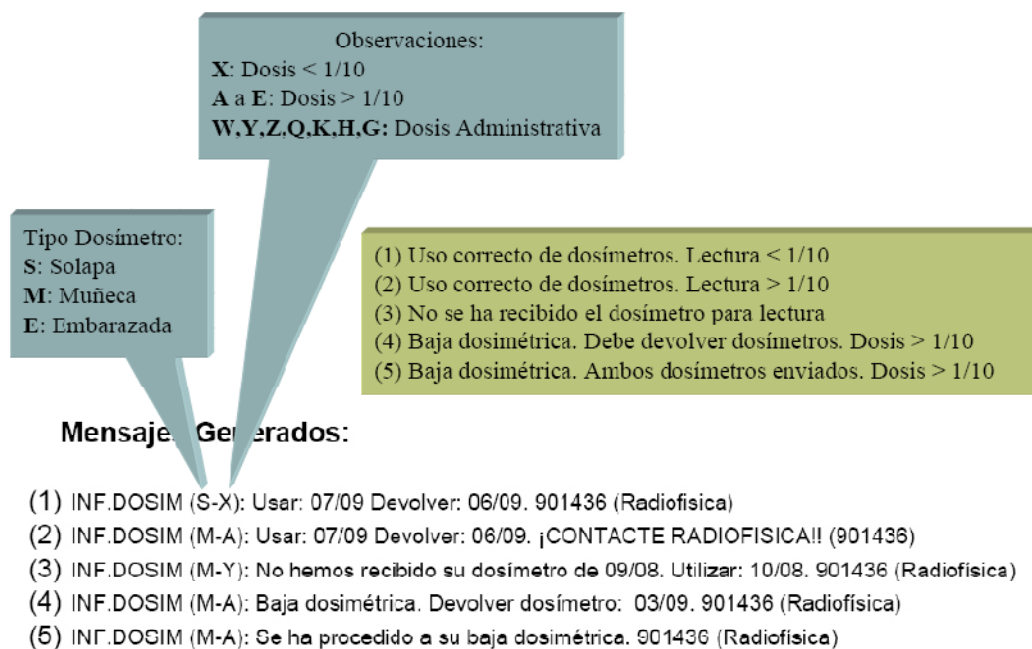 Observaciones:
X: Dosis < 1/10
A a E: Dosis > 1/10
W,Y,Z,Q,K,H,G: Dosis Administrativa
Tipo Dosímetro:
S: Solapa
M: Muñeca
E: Embarazada
(1) Uso correcto de dosímetros. Lectura < 1/10
(2) Uso correcto de dosímetros. Lectura > 1/10
(3) No se ha recibido el dosímetro para lectura
(4) Baja dosimétrica. Debe devolver dosímetros. Dosis > 1/10
(5) Baja dosimétrica. Ambos dosímetros enviados. Dosis > 1/10
Mensajes Generados:
(1) INF.DOSIM (S-X): Usar: 07/09 Devolver: 06/09. 901436 (Radiofisica)
(2) INF.DOSIM (M-A): Usar: 07/09 Devolver: 06/09. ¡CONTACTE RADIOFISICA!! (901436)
(3) INF.DOSIM (M-Y): No hemos recibido su dosímetro de 09/08. Utilizar: 10/08. 901436 (Radiofísica)
(4) INF.DOSIM (M-A): Baja dosimétrica. Devolver dosímetro: 03/09. 901436 (Radiofísica)
(5) INF.DOSIM (M-A): Se ha procedido a su baja dosimétrica. 901436 (Radiofísica)